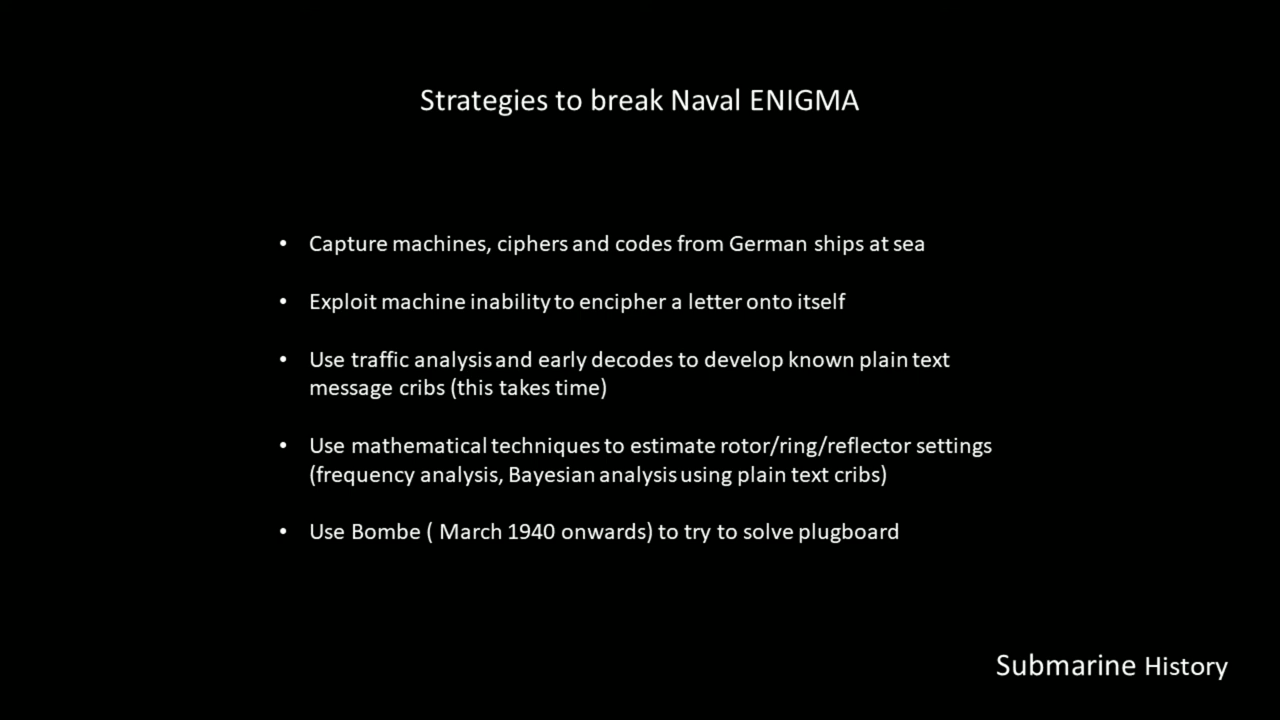 Strategies to break Naval ENIGMA
• Capture machines, ciphers and codes from German ships at sea
• Exploit machine inability to encipher a letter onto itself
• Use traffic analysis and early decodes to develop known plain text
message cribs (this takes time)
• Use mathematical techniques to estimate rotor/ring/reflector settings
(frequency analysis, Bayesian analysis using plain text cribs)
• Use Bombe ( March 1940 onwards) to try to solve plugboard
Submarine History